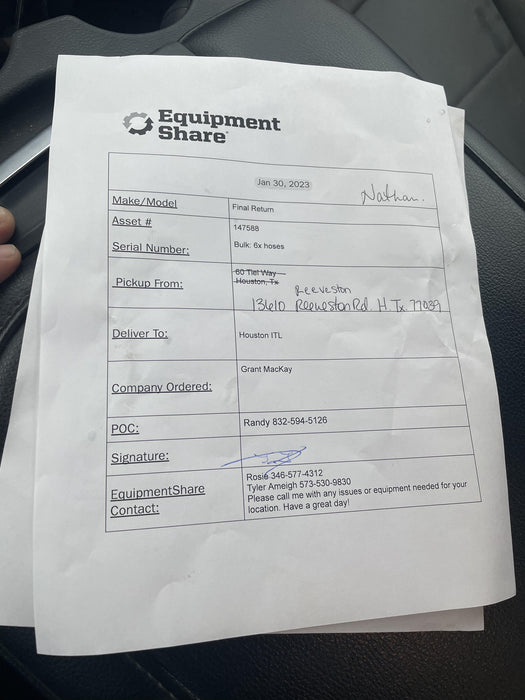 Equipment
Share
Jan 30, 2023
Nathan.
Make/Model
Final Return
Asset #
147588
Serial Number:
Bulk: 6x hoses
Pickup From:
60 Tiel Way
Houston, Tx
Reeveston
13610 Reeveston Rd. H. Tx. 77039
Deliver To:
Houston ITL
Company Ordered:
Grant MacKay
POC:
Randy 832-594-5126
Signature:
EquipmentShare
Contact:
Rosie 346-577-4312
Tyler Ameigh 573-530-9830
Please call me with any issues or equipment needed for your
location. Have a great day!